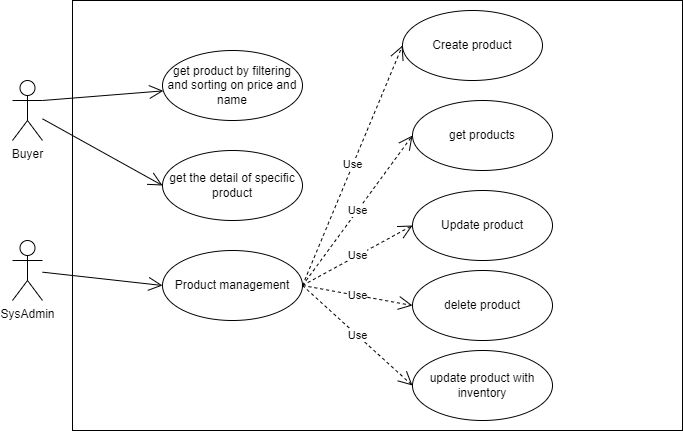 Create product
get product by filtering
and sorting on price and
name
get products
Buyer
Use
get the detail of specific
product
Use
Update product
Use
Product management
Use
delete product
SysAdmin
Use
update product with
inventory